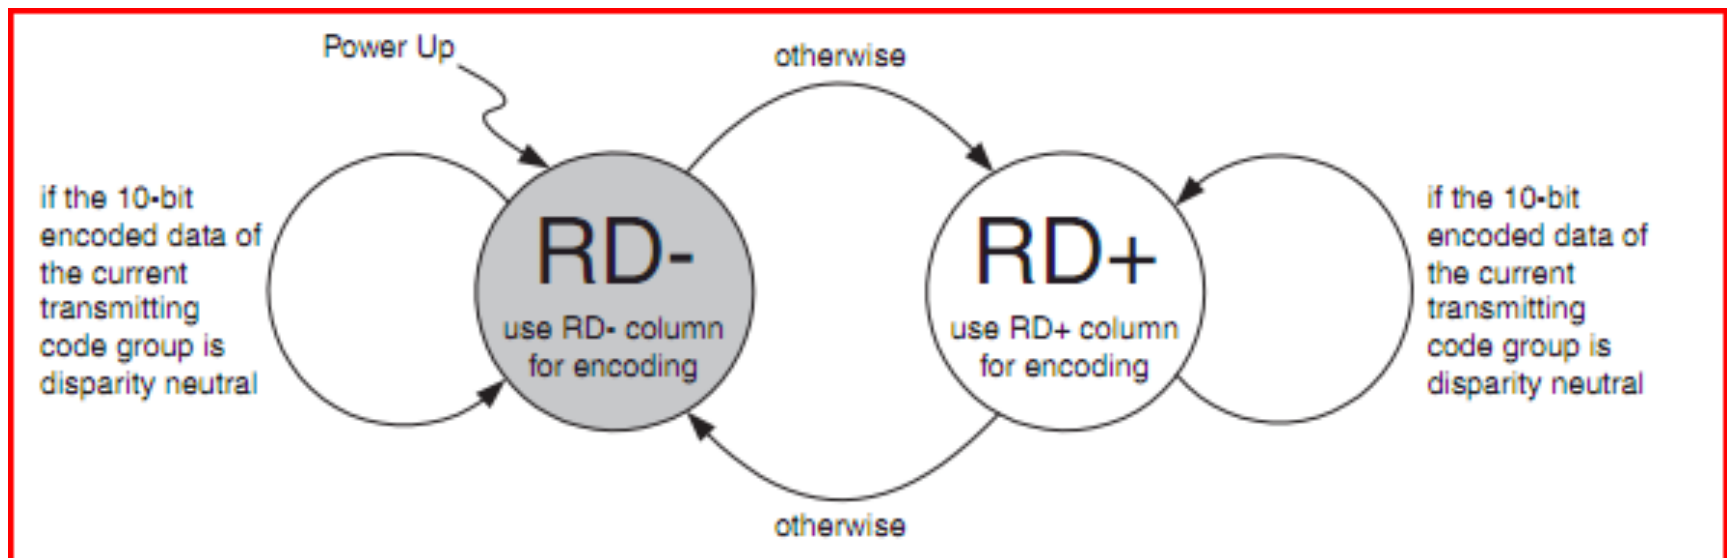 Power Up
otherwise
if the 10-bit
encoded data of
the current
transmitting
code group is
disparity neutral
RD-
use RD- column
for encoding
RD+
use RD+ column
for encoding
if the 10-bit
encoded data of
the current
transmitting
code group is
disparity neutral
otherwise